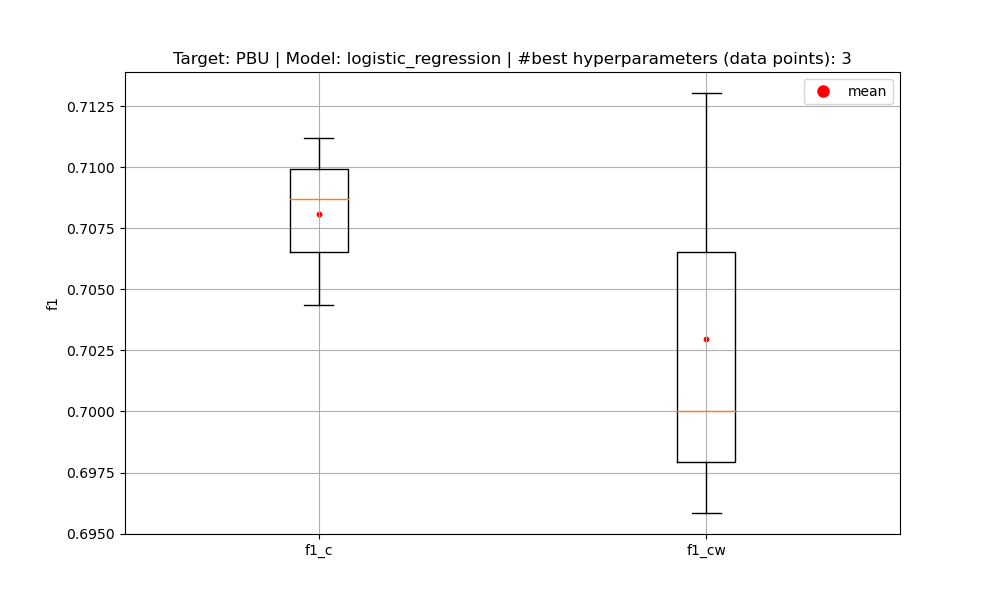 Target: PBU | Model: logistic_regression | #best hyperparameters (data points): 3
mean
0.7125
0.7100
0.7075
0.7050
0.7025
0.7000
0.6975
0.6950
f1
f1_c
f1_cw